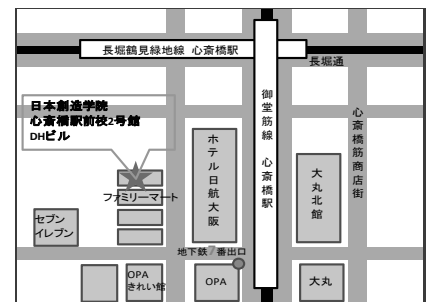 長堀鶴見緑地線 心斎橋駅
長堀通
日本創造学院
心斎橋駅前校2号館
DHビル
御堂筋線 心斎橋駅
心斎橋筋商店街
ホテル日航大阪
大丸北館
ファミリーマート
セブン
イレブン
地下鉄7番出口
OPA
きれい館
OPA
大丸